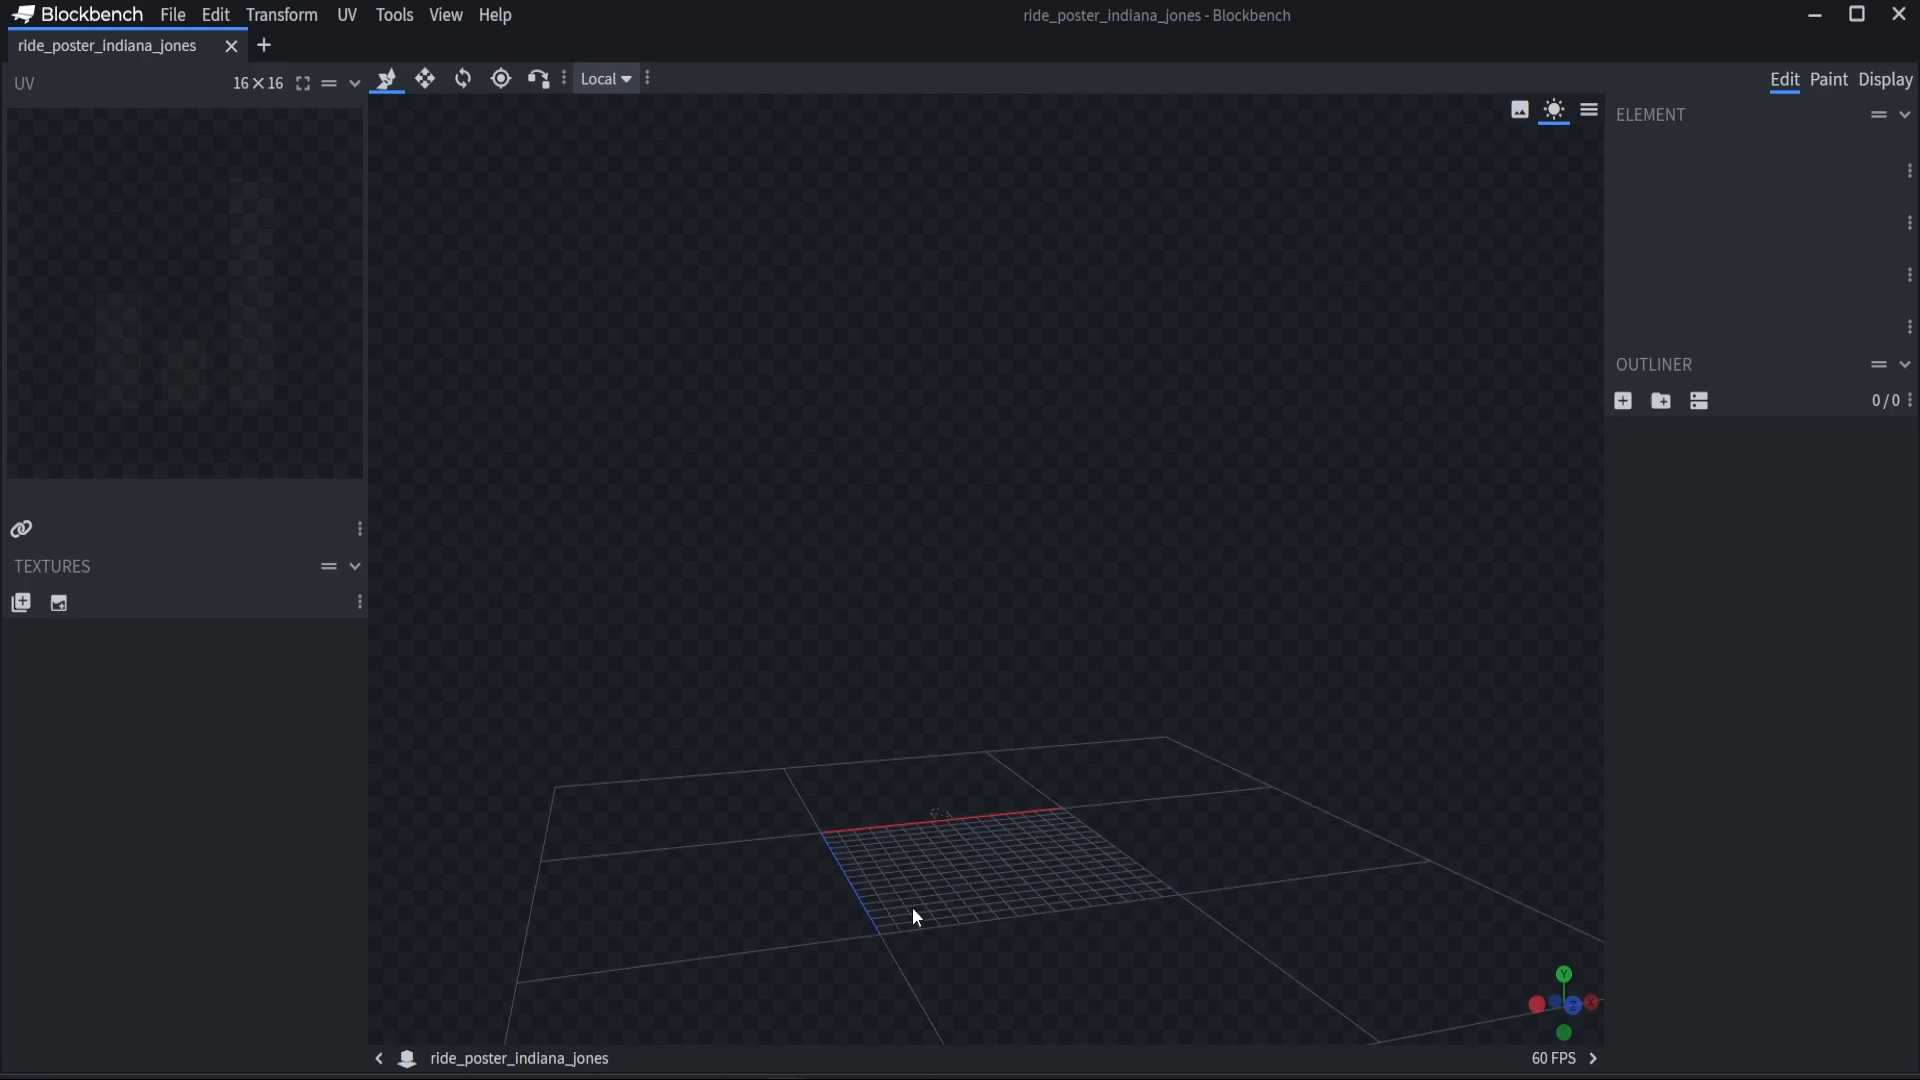 Blockbench File Edit Transform UV Tools View Help
ride_poster_indiana_jones - Blockbench
ride_poster_indiana_jones
UV
16×16
Local
Edit Paint Display
ELEMENT
OUTLINER
0 / 0
TEXTURES
Y
Z
X
ride_poster_indiana_jones
60 FPS